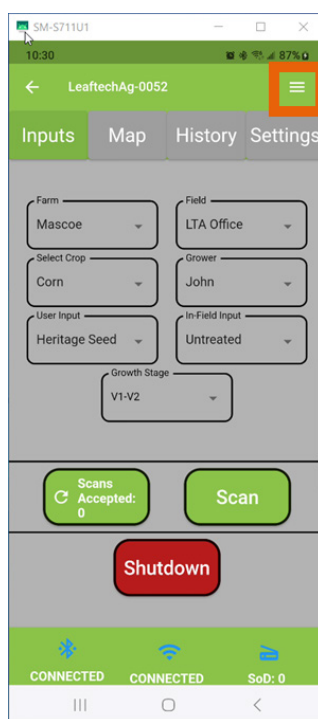 SM-S711U1
10:30
87%
LeaftechAg-0052
Inputs Map History Settings
Farm
Mascoe
Field
LTA Office
Select Crop
Corn
Grower
John
User Input
Heritage Seed
In-Field Input
Untreated
Growth Stage
V1-V2
Scans
Accepted:
0
Scan
Shutdown
CONNECTED CONNECTED SoD: 0